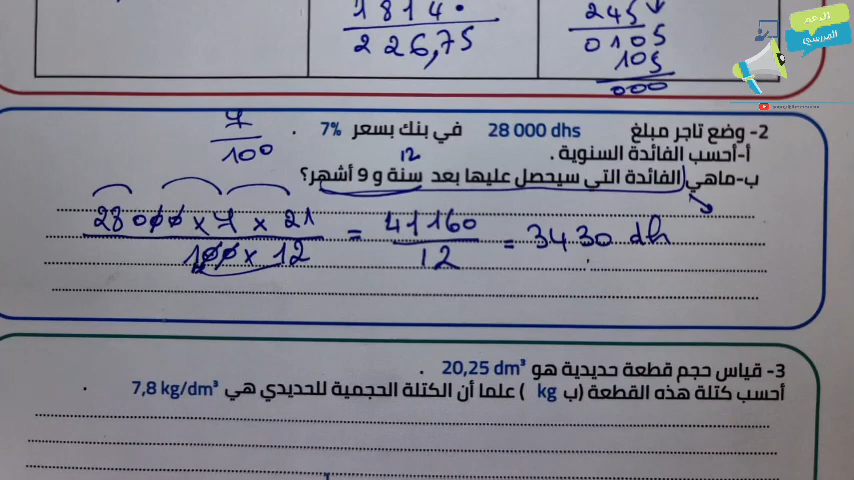 1814•
226,75
245
0105
105
000
الدعم
المدرسي
2- وضع تاجر مبلغ 28 000 dhs في بنك بسعر 7% .
7/100
أ-أحسب الفائدة السنوية .
12
ب-ماهي الفائدة التي سيحصل عليها بعد سنة و 9 أشهر؟
28000 x 7 x 21 / 100 x 12 = 41160 / 12 = 3430 dh
3- قياس حجم قطعة حديدية هو 20,25 dm³ .
أحسب كتلة هذه القطعة (ب kg ) علما أن الكتلة الحجمية للحديدي هي 7,8 kg/dm³ .